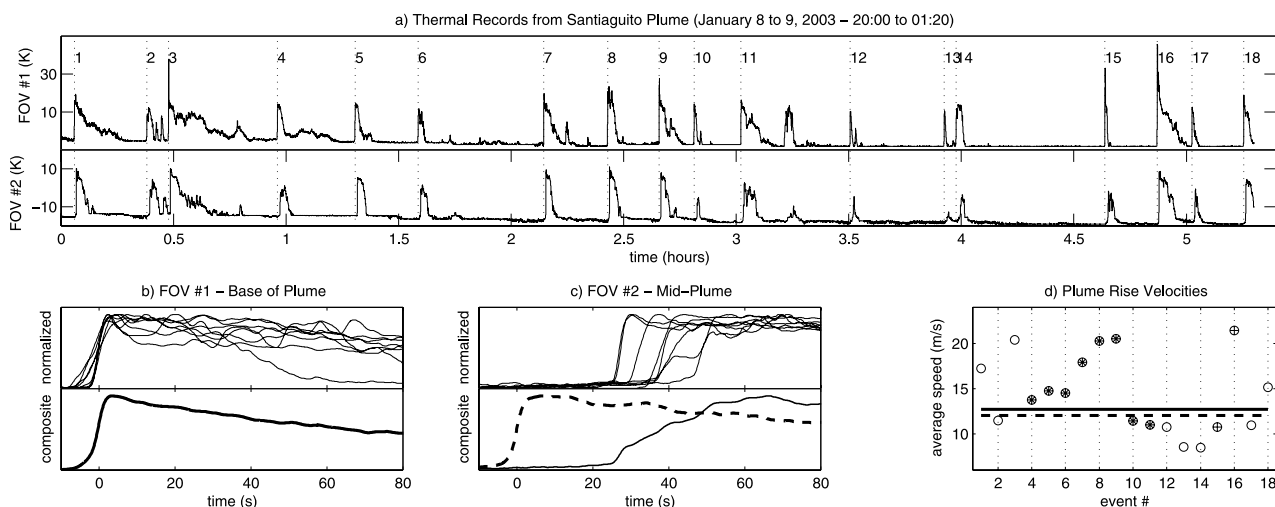 a) Thermal Records from Santiaguito Plume (January 8 to 9, 2003 – 20:00 to 01:20)
1 2 3 4 5 6 7 8 9 10 11 12 13 14 15 16 17 18
FOV #1 (K)
30
10
FOV #2 (K)
10
−10
0 0.5 1 1.5 2 2.5 3 3.5 4 4.5 5
time (hours)
b) FOV #1 – Base of Plume
normalized
composite
0 20 40 60 80
time (s)
c) FOV #2 – Mid–Plume
normalized
composite
0 20 40 60 80
time (s)
d) Plume Rise Velocities
average speed (m/s)
20
15
10
2 4 6 8 10 12 14 16 18
event #